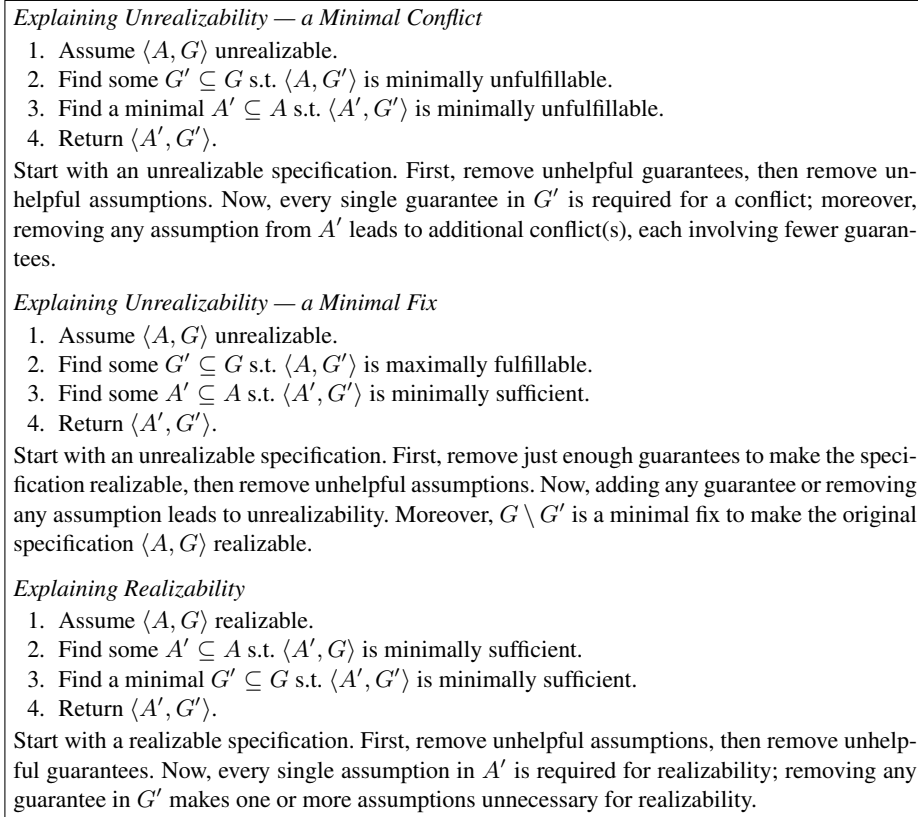 Explaining Unrealizability — a Minimal Conflict
1. Assume ⟨A, G⟩ unrealizable.
2. Find some G′ ⊆ G s.t. ⟨A, G′⟩ is minimally unfulfillable.
3. Find a minimal A′ ⊆ A s.t. ⟨A′, G′⟩ is minimally unfulfillable.
4. Return ⟨A′, G′⟩.
Start with an unrealizable specification. First, remove unhelpful guarantees, then remove un-
helpful assumptions. Now, every single guarantee in G′ is required for a conflict; moreover,
removing any assumption from A′ leads to additional conflict(s), each involving fewer guaran-
tees.
Explaining Unrealizability — a Minimal Fix
1. Assume ⟨A, G⟩ unrealizable.
2. Find some G′ ⊆ G s.t. ⟨A, G′⟩ is maximally fulfillable.
3. Find some A′ ⊆ A s.t. ⟨A′, G′⟩ is minimally sufficient.
4. Return ⟨A′, G′⟩.
Start with an unrealizable specification. First, remove just enough guarantees to make the speci-
fication realizable, then remove unhelpful assumptions. Now, adding any guarantee or removing
any assumption leads to unrealizability. Moreover, G \ G′ is a minimal fix to make the original
specification ⟨A, G⟩ realizable.
Explaining Realizability
1. Assume ⟨A, G⟩ realizable.
2. Find some A′ ⊆ A s.t. ⟨A′, G⟩ is minimally sufficient.
3. Find a minimal G′ ⊆ G s.t. ⟨A′, G′⟩ is minimally sufficient.
4. Return ⟨A′, G′⟩.
Start with a realizable specification. First, remove unhelpful assumptions, then remove unhelp-
ful guarantees. Now, every single assumption in A′ is required for realizability; removing any
guarantee in G′ makes one or more assumptions unnecessary for realizability.